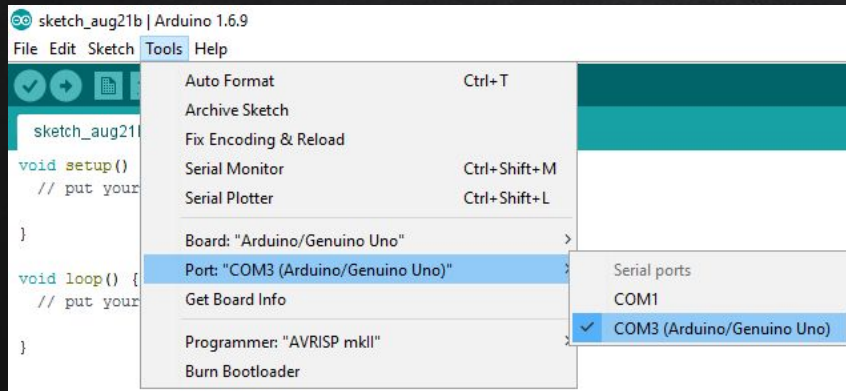 sketch_aug21b | Arduino 1.6.9
File Edit Sketch Tools Help
Auto Format Ctrl+T
Archive Sketch
sketch_aug21
Fix Encoding & Reload
void setup()
Serial Monitor Ctrl+Shift+M
// put your
Serial Plotter Ctrl+Shift+L
}
Board: "Arduino/Genuino Uno"
Port: "COM3 (Arduino/Genuino Uno)"
Serial ports
void loop() {
Get Board Info
COM1
// put your
COM3 (Arduino/Genuino Uno)
Programmer: "AVRISP mkII"
}
Burn Bootloader